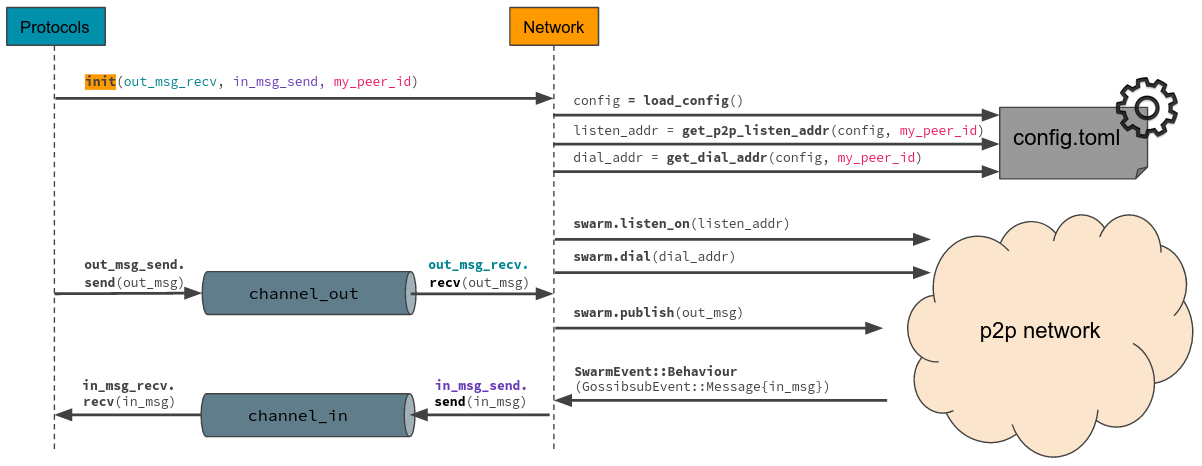 Protocols
Network
init(out_msg_recv, in_msg_send, my_peer_id)
config = load_config()
listen_addr = get_p2p_listen_addr(config, my_peer_id)
dial_addr = get_dial_addr(config, my_peer_id)
config.toml
swarm.listen_on(listen_addr)
swarm.dial(dial_addr)
out_msg_send.
send(out_msg)
channel_out
out_msg_recv.
recv(out_msg)
swarm.publish(out_msg)
p2p network
SwarmEvent::Behaviour
(GossibsubEvent::Message{in_msg})
in_msg_recv.
recv(in_msg)
channel_in
in_msg_send.
send(in_msg)